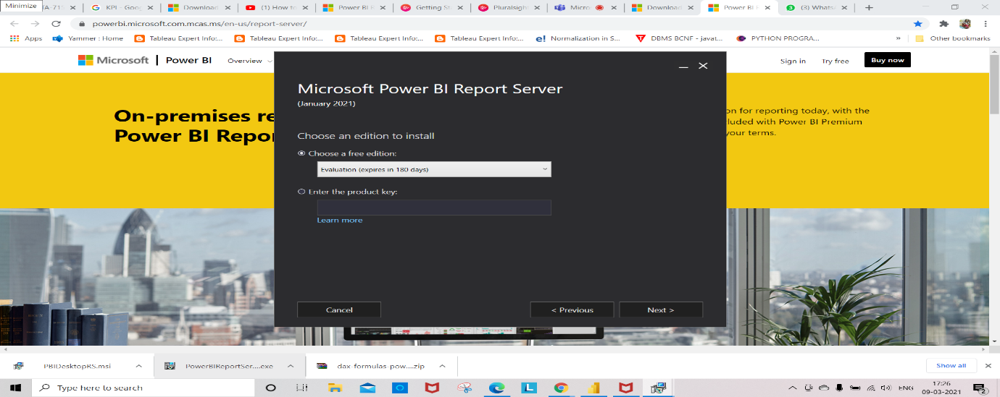 Minimize
KPI - Goo
Download
(1) How to
Power BI R
Getting St
Pluralsigh
Micro
Download
Power BI
(3) Whats
powerbi.microsoft.com.mcas.ms/en-us/report-server/
Apps
Yammer : Home
Tableau Expert Info:...
Tableau Expert Info:...
Tableau Expert Info:...
Tableau Expert Info:...
Normalization in S...
DBMS BCNF - javat...
PYTHON PROGRA...
»
Other bookmarks
Microsoft
Power BI
Overview
Sign in
Try free
Buy now
On-premises re
Power BI Repo
on for reporting today, with the
luded with Power BI Premium
your terms.
Microsoft Power BI Report Server
(January 2021)
Choose an edition to install
Choose a free edition:
Evaluation (expires in 180 days)
Enter the product key:
Learn more
Cancel
< Previous
Next >
PBIDesktopRS.msi
PowerBIReportSer....exe
dax-formulas-pow....zip
Show all
Type here to search
ENG
17:26
09-03-2021
2